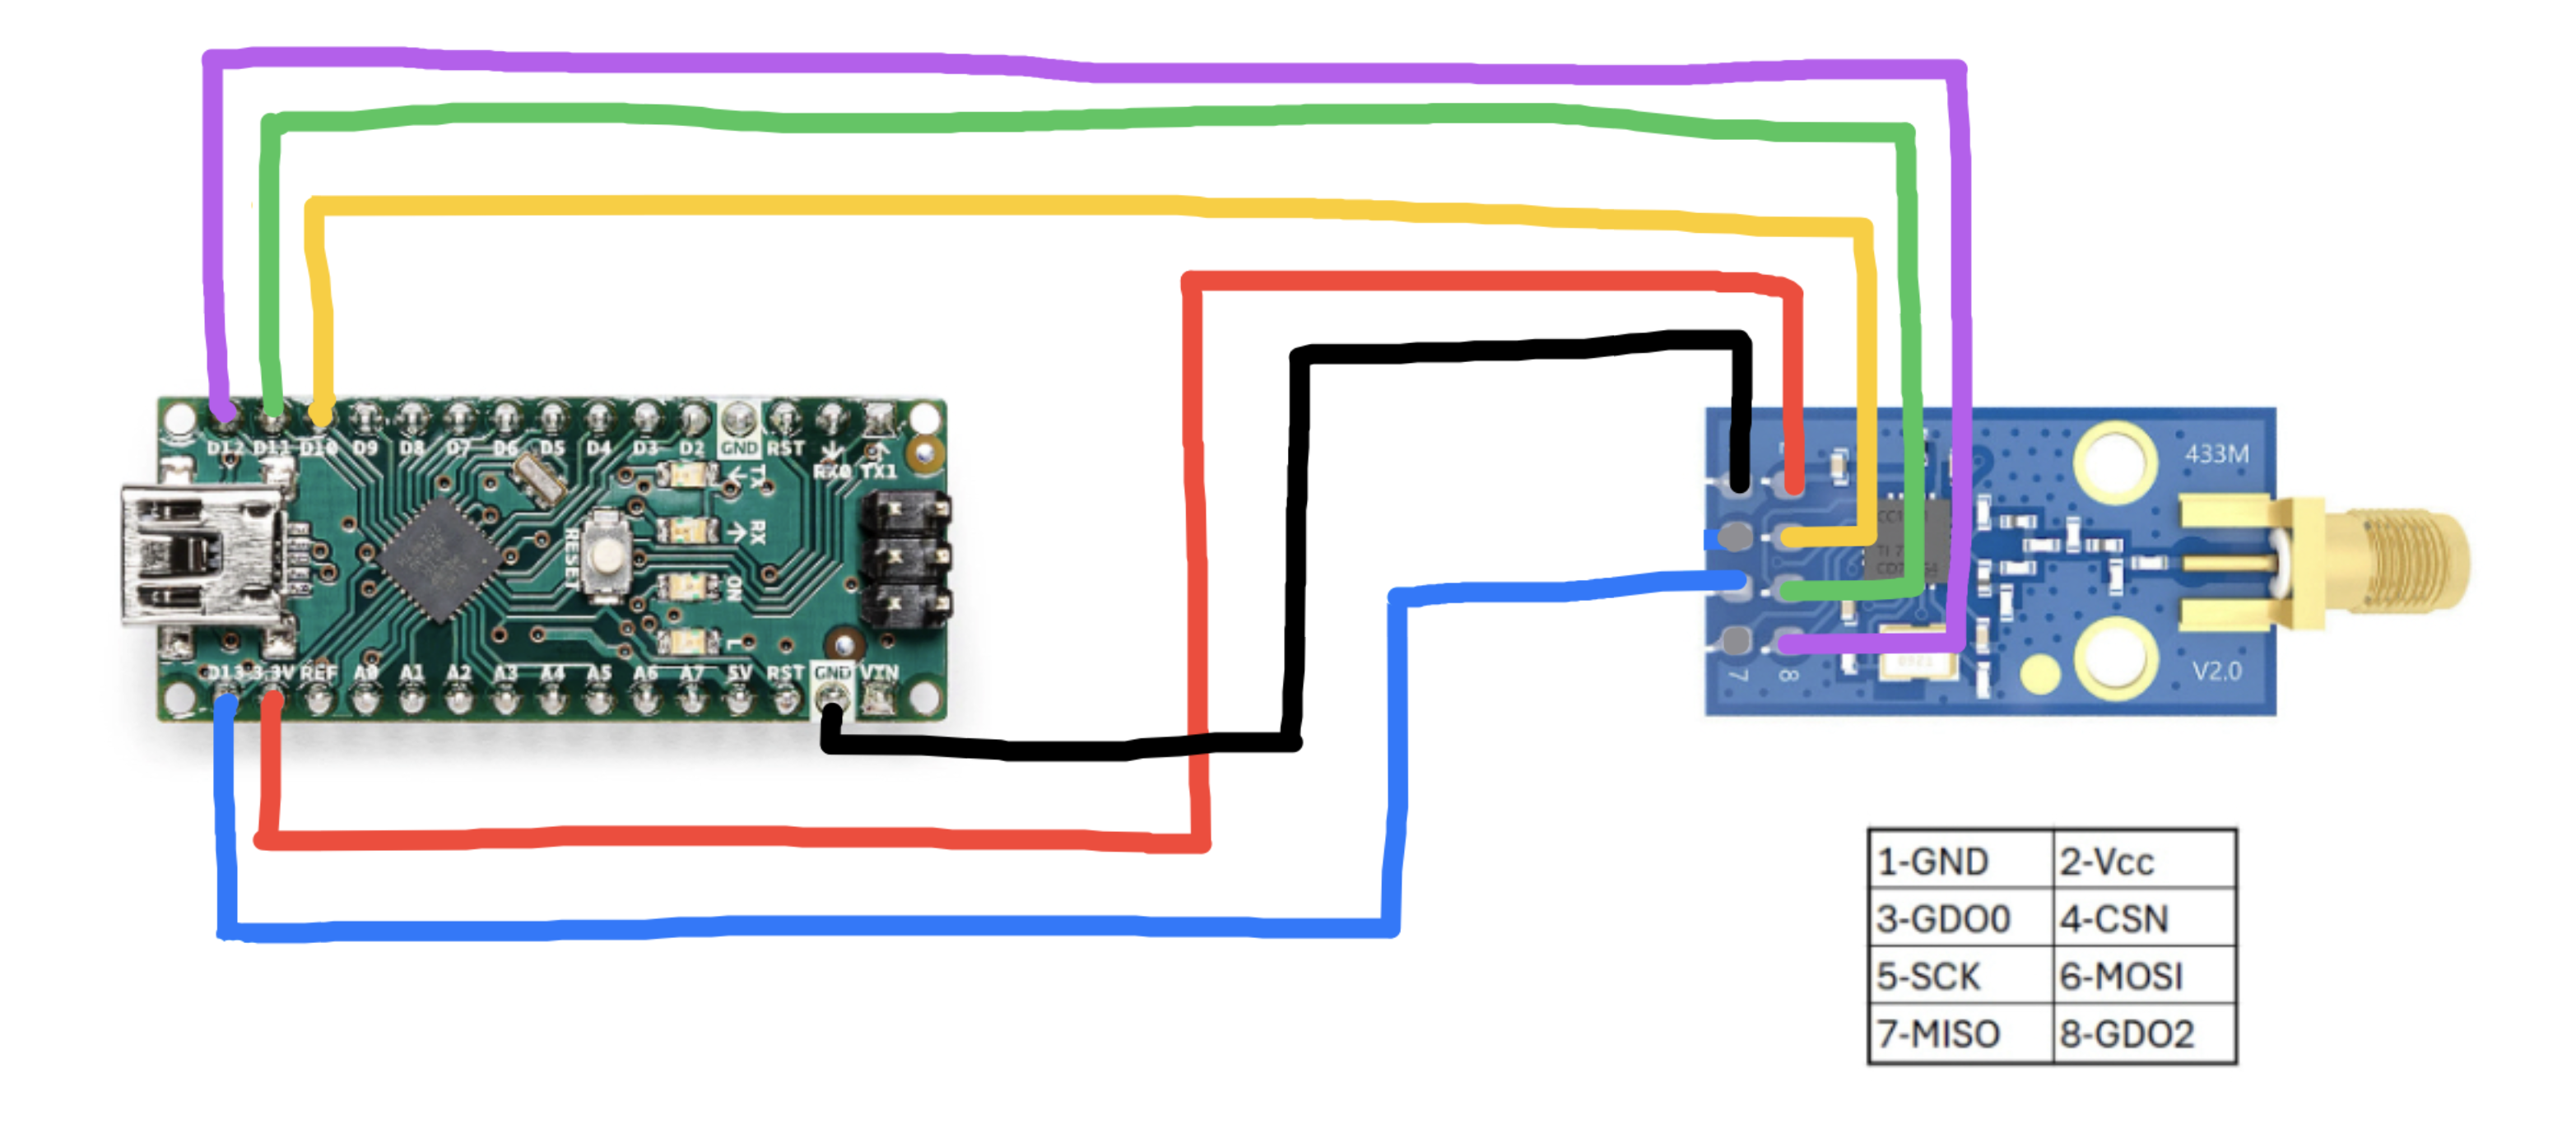 D12 D11 D10 D9 D8 D7 D6 D5 D4 D3 D2 GND RST
RX0 TX1
TX
RX
ON
L
RESET
D13 3.3V REF A0 A1 A2 A3 A4 A5 A6 A7 5V RST GND VIN
433M
V2.0
7 8
1-GND 2-Vcc
3-GDO0 4-CSN
5-SCK 6-MOSI
7-MISO 8-GDO2